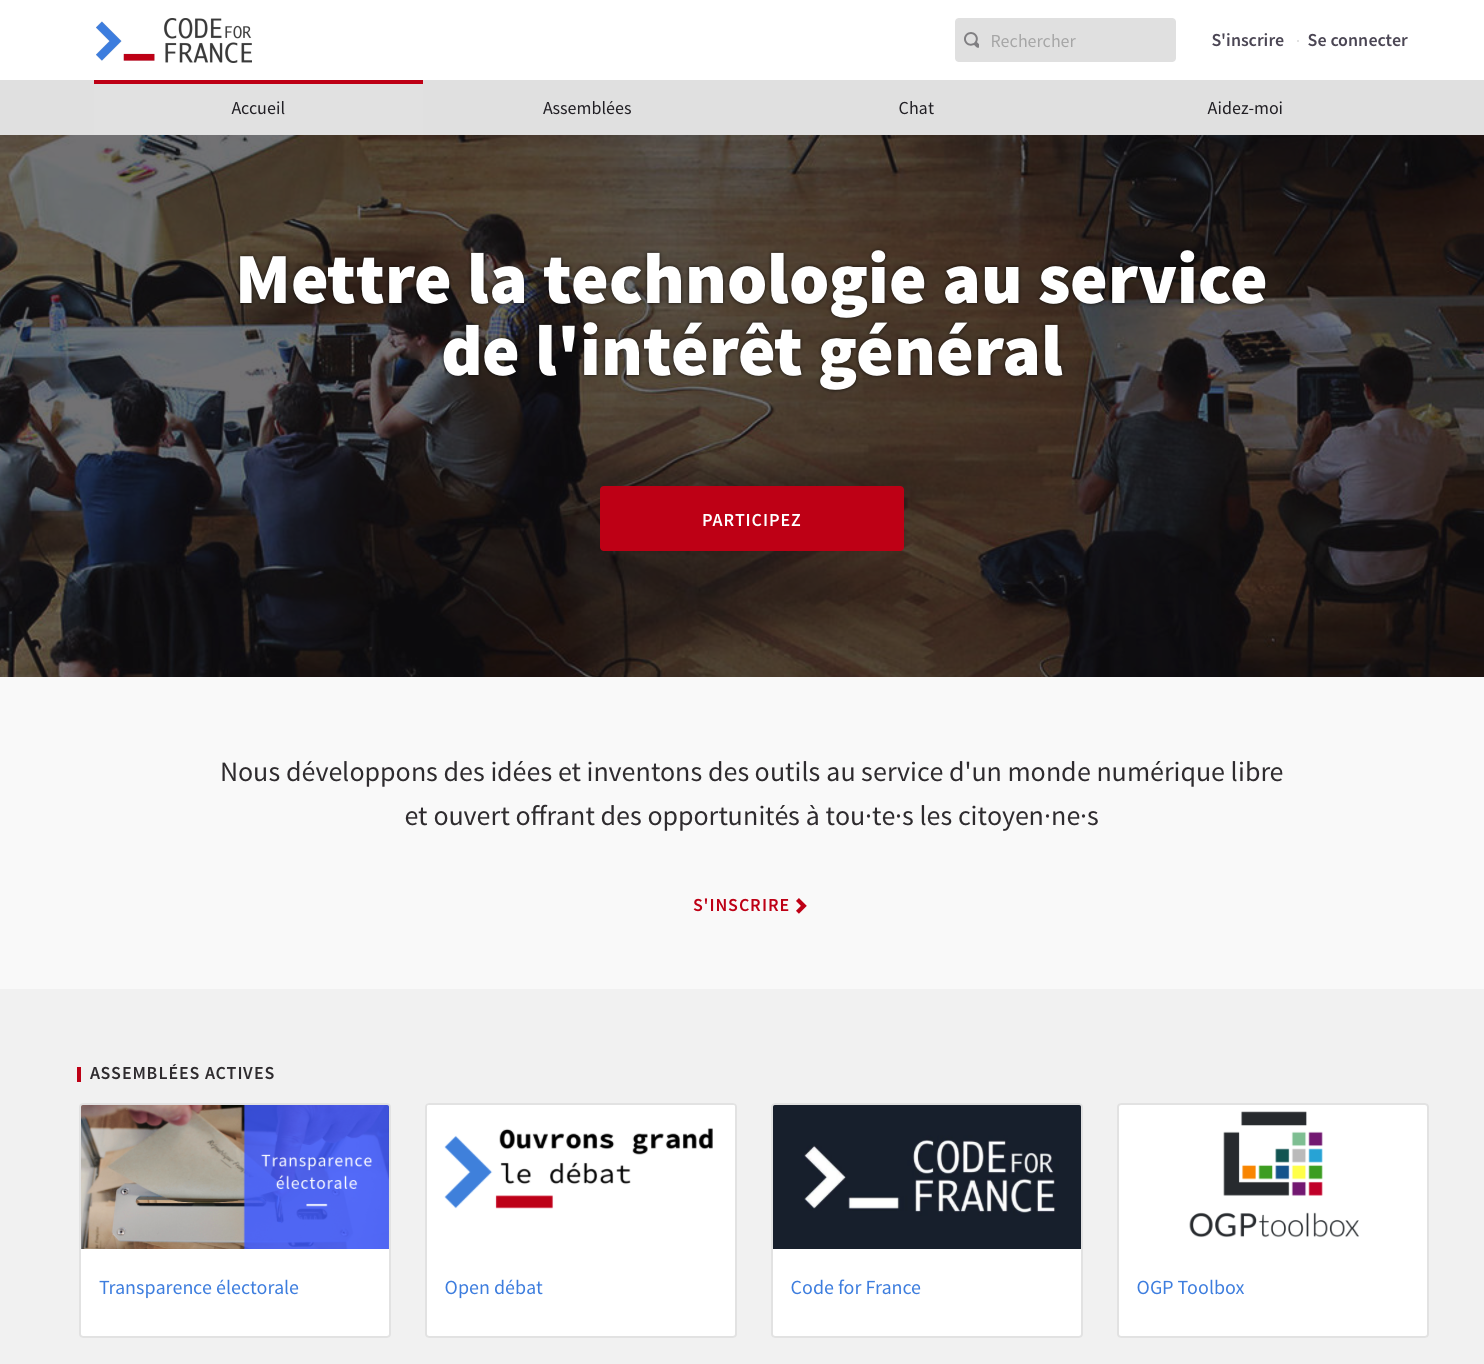 CODE FOR
FRANCE
Rechercher
S'inscrire · Se connecter
Accueil
Assemblées
Chat
Aidez-moi
Mettre la technologie au service
de l'intérêt général
PARTICIPEZ
Nous développons des idées et inventons des outils au service d'un monde numérique libre
et ouvert offrant des opportunités à tou·te·s les citoyen·ne·s
S'INSCRIRE
ASSEMBLÉES ACTIVES
Transparence
électorale
Transparence électorale
Ouvrons grand
le débat
Open débat
CODE FOR
FRANCE
Code for France
OGPtoolbox
OGP Toolbox